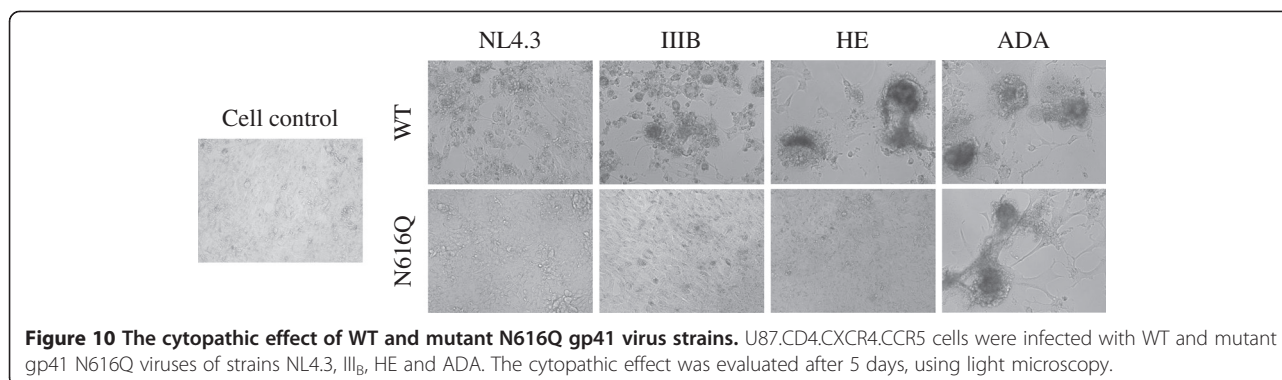 NL4.3 IIIB HE ADA
Cell control
WT
N616Q
Figure 10 The cytopathic effect of WT and mutant N616Q gp41 virus strains. U87.CD4.CXCR4.CCR5 cells were infected with WT and mutant
gp41 N616Q viruses of strains NL4.3, IIIB, HE and ADA. The cytopathic effect was evaluated after 5 days, using light microscopy.